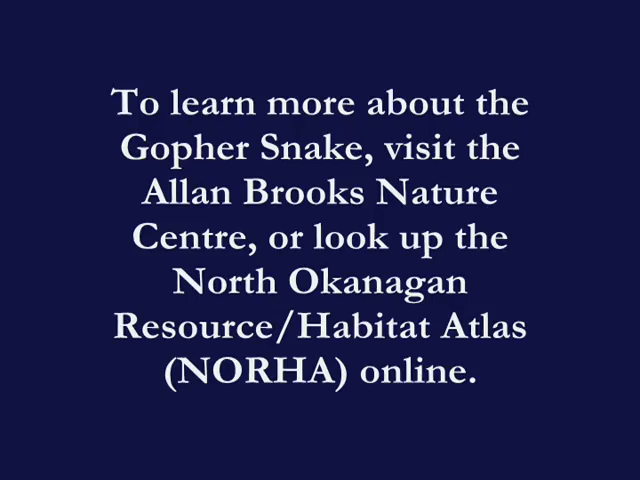 To learn more about the
Gopher Snake, visit the
Allan Brooks Nature
Centre, or look up the
North Okanagan
Resource/Habitat Atlas
(NORHA) online.